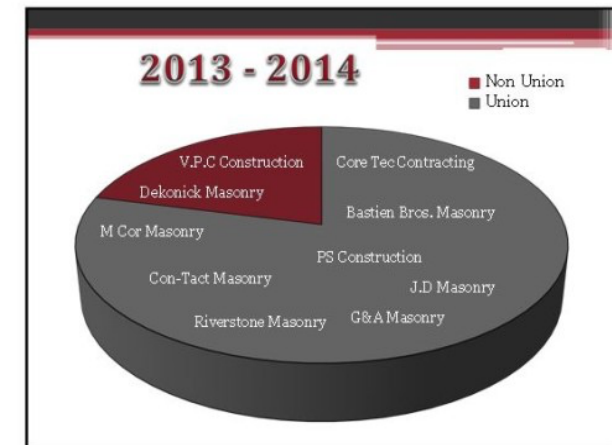 2013 - 2014
Non Union
Union
V.P.C Construction
Core Tec Contracting
Dekonick Masonry
Bastien Bros. Masonry
M Cor Masonry
PS Construction
Con-Tact Masonry
J.D Masonry
Riverstone Masonry
G&A Masonry